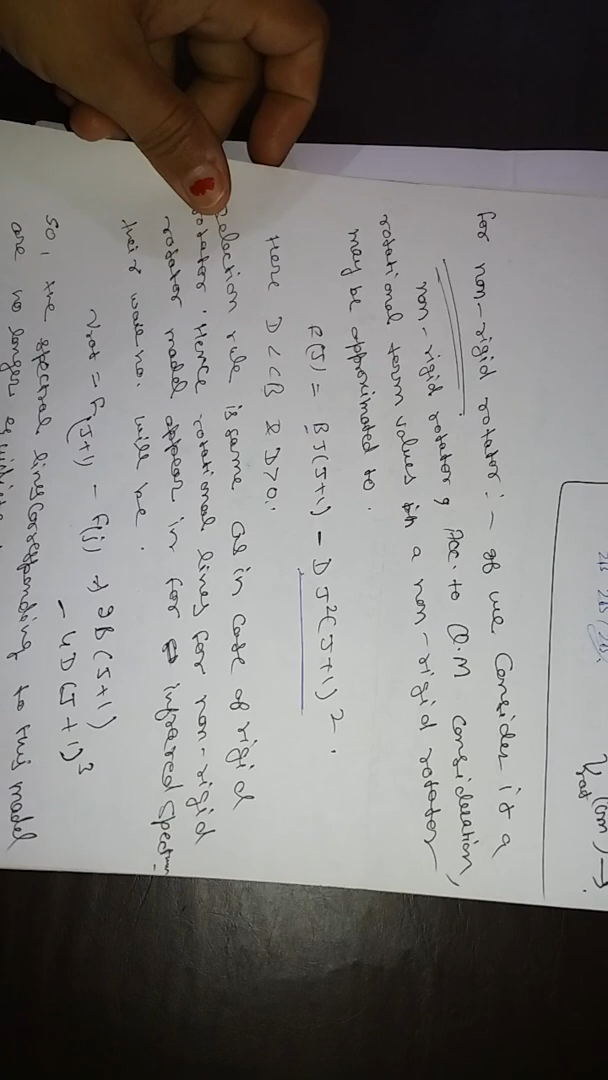 2B 2B
ν_rot (cm) →
for non-rigid rotator :- If we Consider it a
non-rigid rotator, Acc. to Q.M consideration,
rotational term values in a non-rigid rotator
may be approximated to.
F(J) = BJ(J+1) - DJ²(J+1)².
Here D<<B & D>0.
Selection rule is same as in case of rigid
rotator. Hence rotational lines for non-rigid
rotator model appear in far infrared spectrum
their wave no. will be.
ν_rot = F(J+1) - F(J) → 2B(J+1)
- 4D(J+1)³
So, the spectral lines corresponding to this model
are no longer